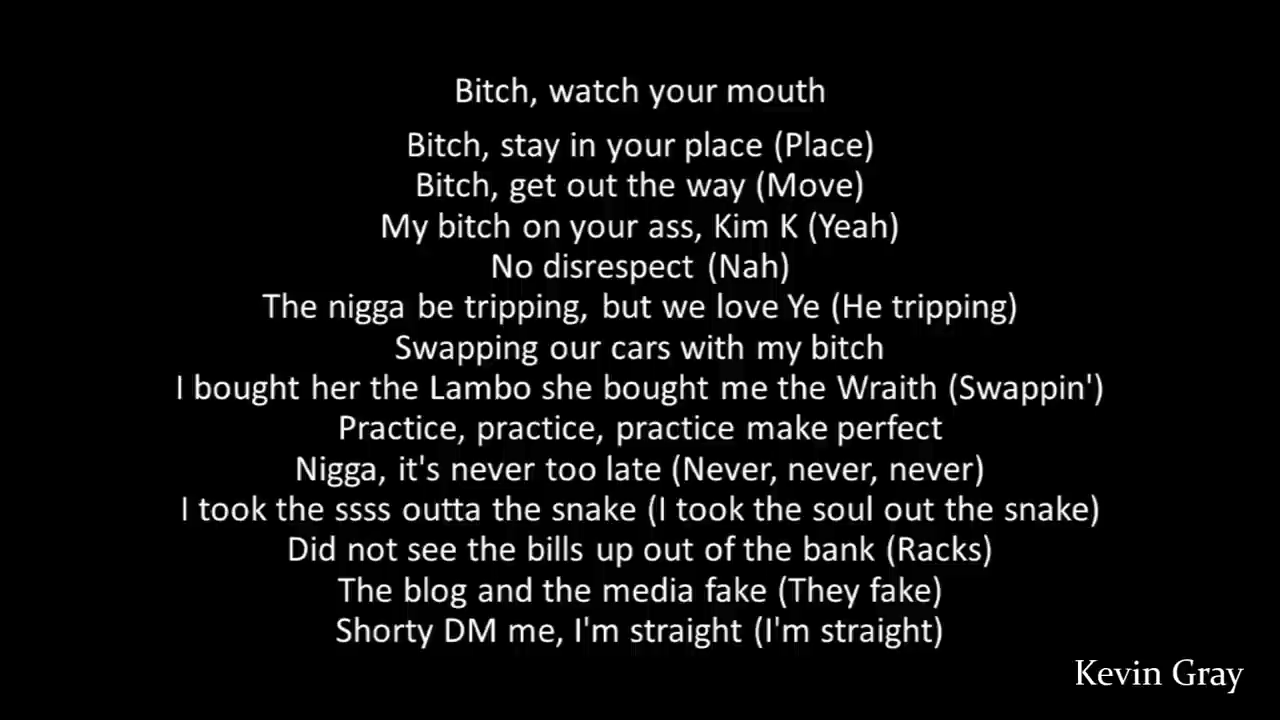 Bitch, watch your mouth
Bitch, stay in your place (Place)
Bitch, get out the way (Move)
My bitch on your ass, Kim K (Yeah)
No disrespect (Nah)
The nigga be tripping, but we love Ye (He tripping)
Swapping our cars with my bitch
I bought her the Lambo she bought me the Wraith (Swappin')
Practice, practice, practice make perfect
Nigga, it's never too late (Never, never, never)
I took the ssss outta the snake (I took the soul out the snake)
Did not see the bills up out of the bank (Racks)
The blog and the media fake (They fake)
Shorty DM me, I'm straight (I'm straight)
Kevin Gray